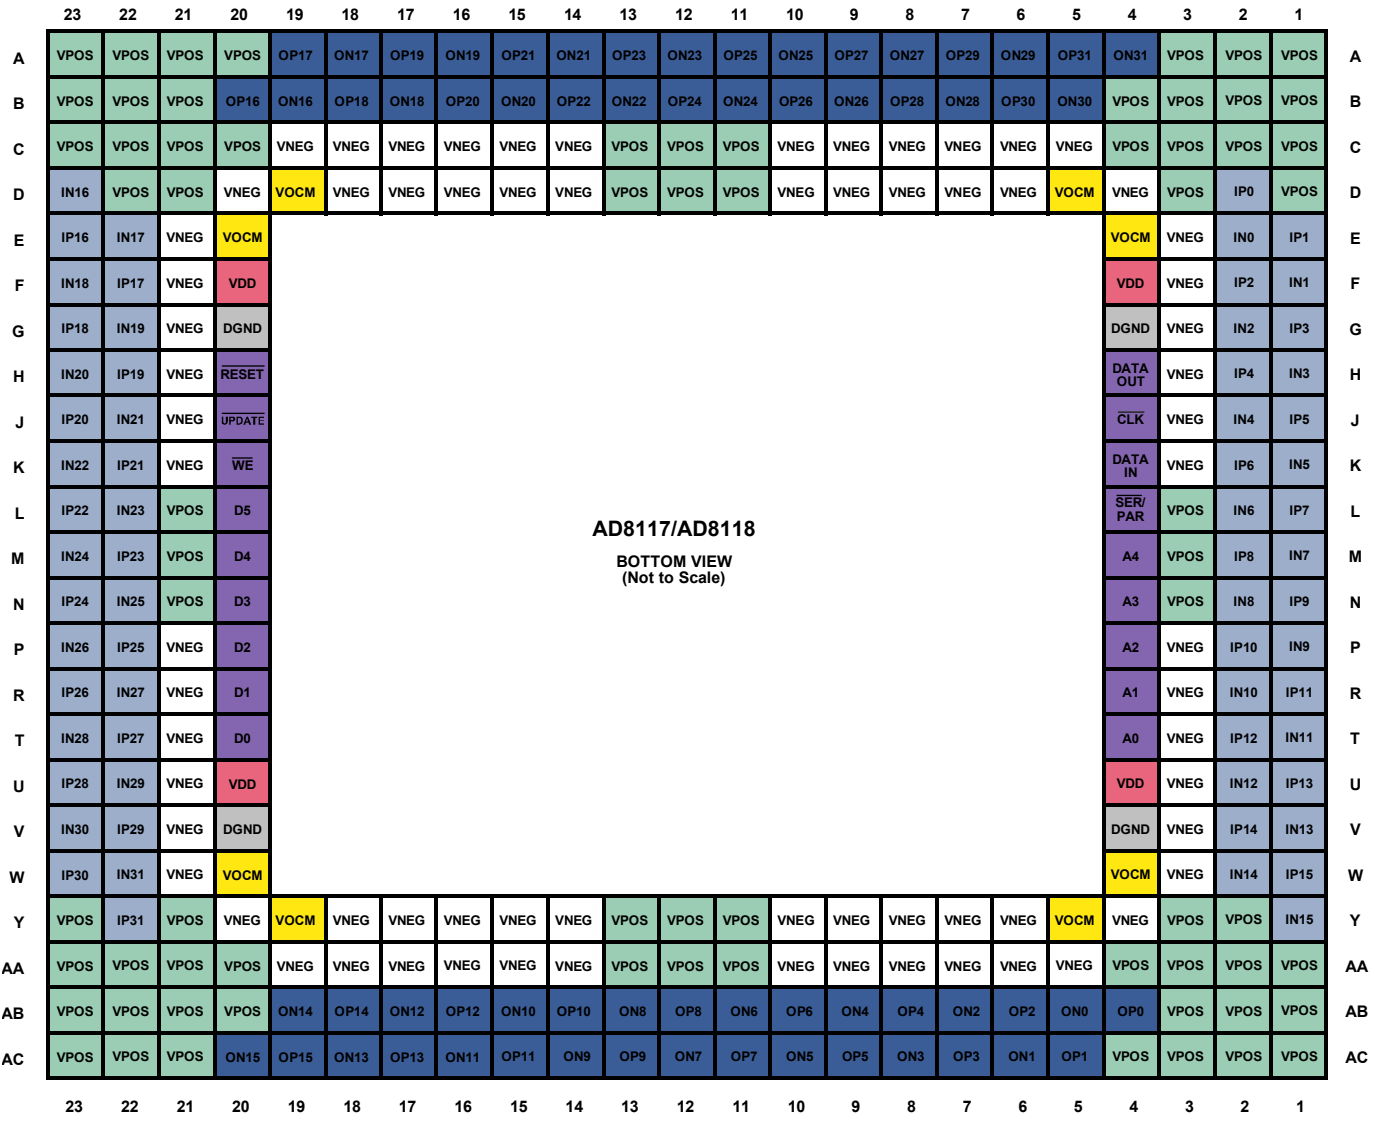 23 22 21 20 19 18 17 16 15 14 13 12 11 10 9 8 7 6 5 4 3 2 1
A VPOS VPOS VPOS VPOS OP17 ON17 OP19 ON19 OP21 ON21 OP23 ON23 OP25 ON25 OP27 ON27 OP29 ON29 OP31 ON31 VPOS VPOS VPOS A
B VPOS VPOS VPOS OP16 ON16 OP18 ON18 OP20 ON20 OP22 ON22 OP24 ON24 OP26 ON26 OP28 ON28 OP30 ON30 VPOS VPOS VPOS VPOS B
C VPOS VPOS VPOS VPOS VNEG VNEG VNEG VNEG VNEG VNEG VPOS VPOS VPOS VNEG VNEG VNEG VNEG VNEG VNEG VPOS VPOS VPOS VPOS C
D IN16 VPOS VPOS VNEG VOCM VNEG VNEG VNEG VNEG VNEG VPOS VPOS VPOS VNEG VNEG VNEG VNEG VNEG VOCM VNEG VPOS IP0 VPOS D
E IP16 IN17 VNEG VOCM VOCM VNEG IN0 IP1 E
F IN18 IP17 VNEG VDD VDD VNEG IP2 IN1 F
G IP18 IN19 VNEG DGND DGND VNEG IN2 IP3 G
H IN20 IP19 VNEG RESET DATA OUT VNEG IP4 IN3 H
J IP20 IN21 VNEG UPDATE CLK VNEG IN4 IP5 J
K IN22 IP21 VNEG WE DATA IN VNEG IP6 IN5 K
L IP22 IN23 VPOS D5 SER/ PAR VPOS IN6 IP7 L
AD8117/AD8118
M IN24 IP23 VPOS D4 A4 VPOS IP8 IN7 M
BOTTOM VIEW
(Not to Scale)
N IP24 IN25 VPOS D3 A3 VPOS IN8 IP9 N
P IN26 IP25 VNEG D2 A2 VNEG IP10 IN9 P
R IP26 IN27 VNEG D1 A1 VNEG IN10 IP11 R
T IN28 IP27 VNEG D0 A0 VNEG IP12 IN11 T
U IP28 IN29 VNEG VDD VDD VNEG IN12 IP13 U
V IN30 IP29 VNEG DGND DGND VNEG IP14 IN13 V
W IP30 IN31 VNEG VOCM VOCM VNEG IN14 IP15 W
Y VPOS IP31 VPOS VNEG VOCM VNEG VNEG VNEG VNEG VNEG VPOS VPOS VPOS VNEG VNEG VNEG VNEG VNEG VOCM VNEG VPOS VPOS IN15 Y
AA VPOS VPOS VPOS VPOS VNEG VNEG VNEG VNEG VNEG VNEG VPOS VPOS VPOS VNEG VNEG VNEG VNEG VNEG VNEG VPOS VPOS VPOS VPOS AA
AB VPOS VPOS VPOS VPOS ON14 OP14 ON12 OP12 ON10 OP10 ON8 OP8 ON6 OP6 ON4 OP4 ON2 OP2 ON0 OP0 VPOS VPOS VPOS AB
AC VPOS VPOS VPOS ON15 OP15 ON13 OP13 ON11 OP11 ON9 OP9 ON7 OP7 ON5 OP5 ON3 OP3 ON1 OP1 VPOS VPOS VPOS VPOS AC
23 22 21 20 19 18 17 16 15 14 13 12 11 10 9 8 7 6 5 4 3 2 1